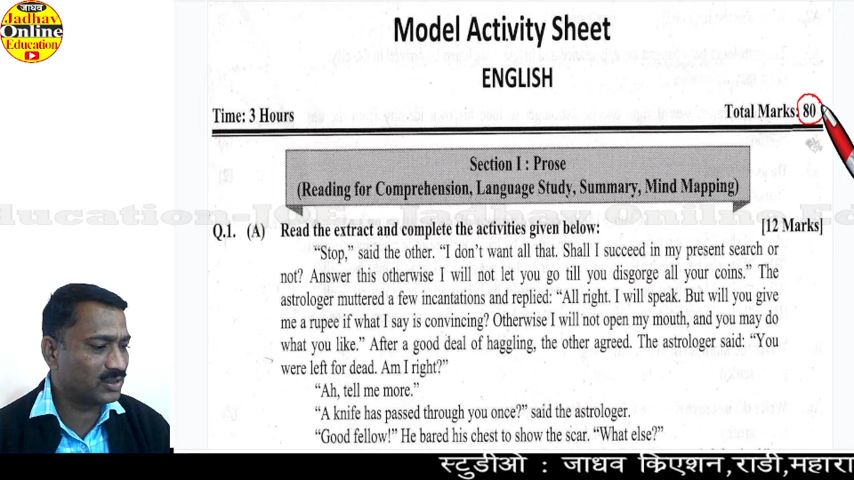 जाधव
Jadhav
Online
Education
Model Activity Sheet
ENGLISH
Time: 3 Hours
Total Marks: 80
Section I : Prose
(Reading for Comprehension, Language Study, Summary, Mind Mapping)
Q.1. (A) Read the extract and complete the activities given below: [12 Marks]
“Stop,” said the other. “I don’t want all that. Shall I succeed in my present search or
not? Answer this otherwise I will not let you go till you disgorge all your coins.” The
astrologer muttered a few incantations and replied: “All right. I will speak. But will you give
me a rupee if what I say is convincing? Otherwise I will not open my mouth, and you may do
what you like.” After a good deal of haggling, the other agreed. The astrologer said: “You
were left for dead. Am I right?”
“Ah, tell me more.”
“A knife has passed through you once?” said the astrologer.
“Good fellow!” He bared his chest to show the scar. “What else?”
स्टुडीओ : जाधव क्रिएशन,राडी,महारा